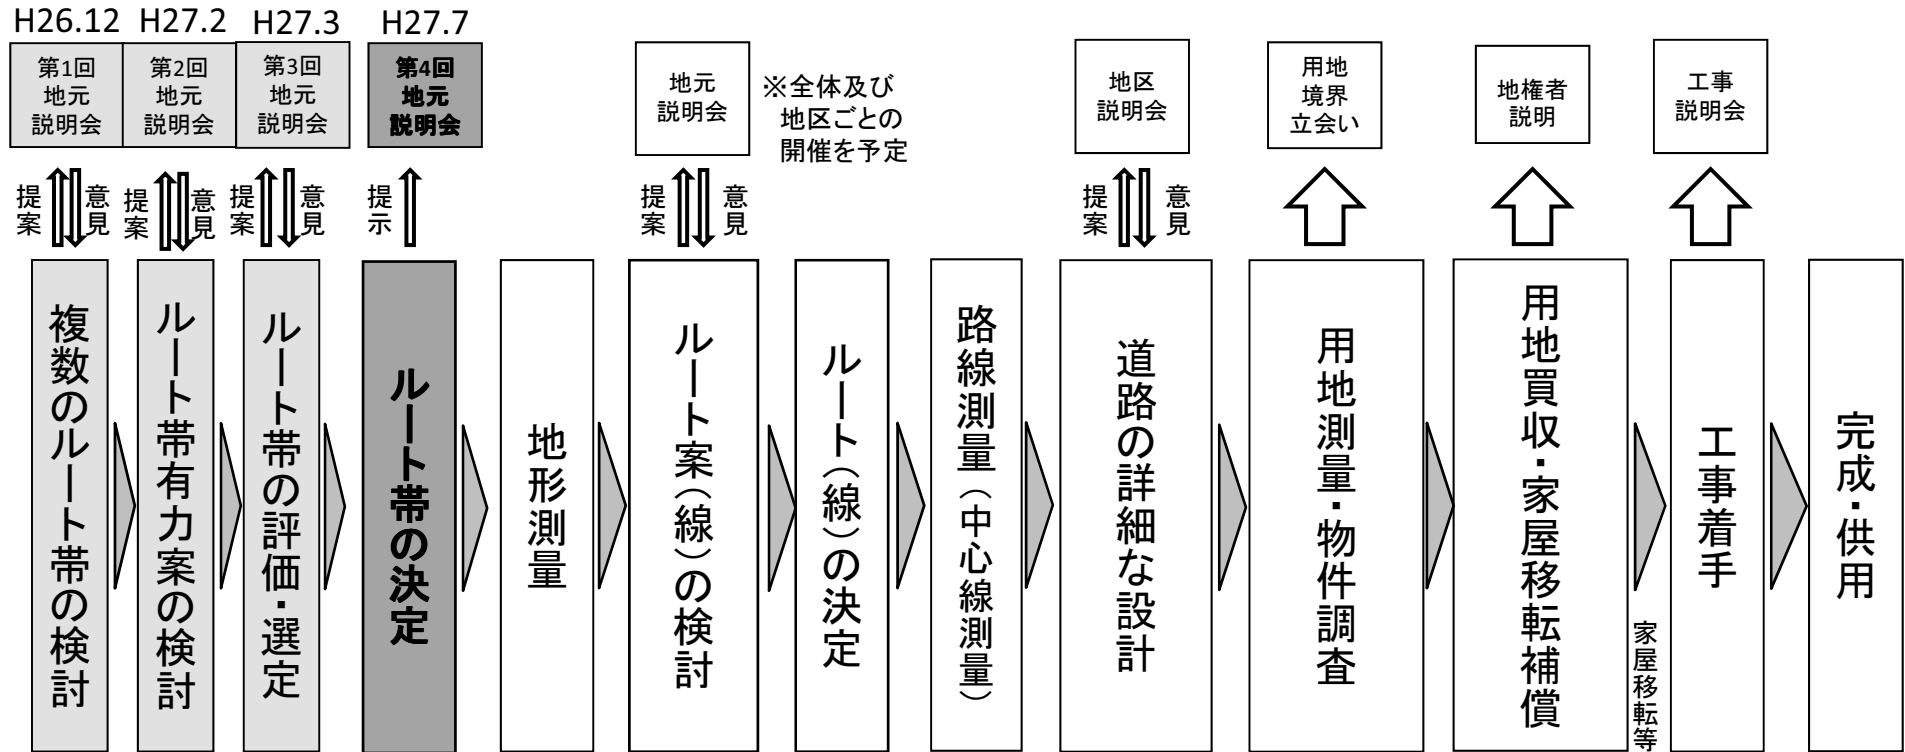 H26.12
H27.2
H27.3
H27.7
第1回
地元
説明会
第2回
地元
説明会
第3回
地元
説明会
第4回
地元
説明会
地元
説明会
※全体及び
地区ごとの
開催を予定
地区
説明会
用地
境界
立会い
地権者
説明
工事
説明会
提案
意見
提案
意見
提案
意見
提示
提案
意見
提案
意見
複数のルート帯の検討
ルート帯有力案の検討
ルート帯の評価・選定
ルート帯の決定
地形測量
ルート案(線)の検討
ルート(線)の決定
路線測量(中心線測量)
道路の詳細な設計
用地測量・物件調査
用地買収・家屋移転補償
家屋移転等
工事着手
完成・供用